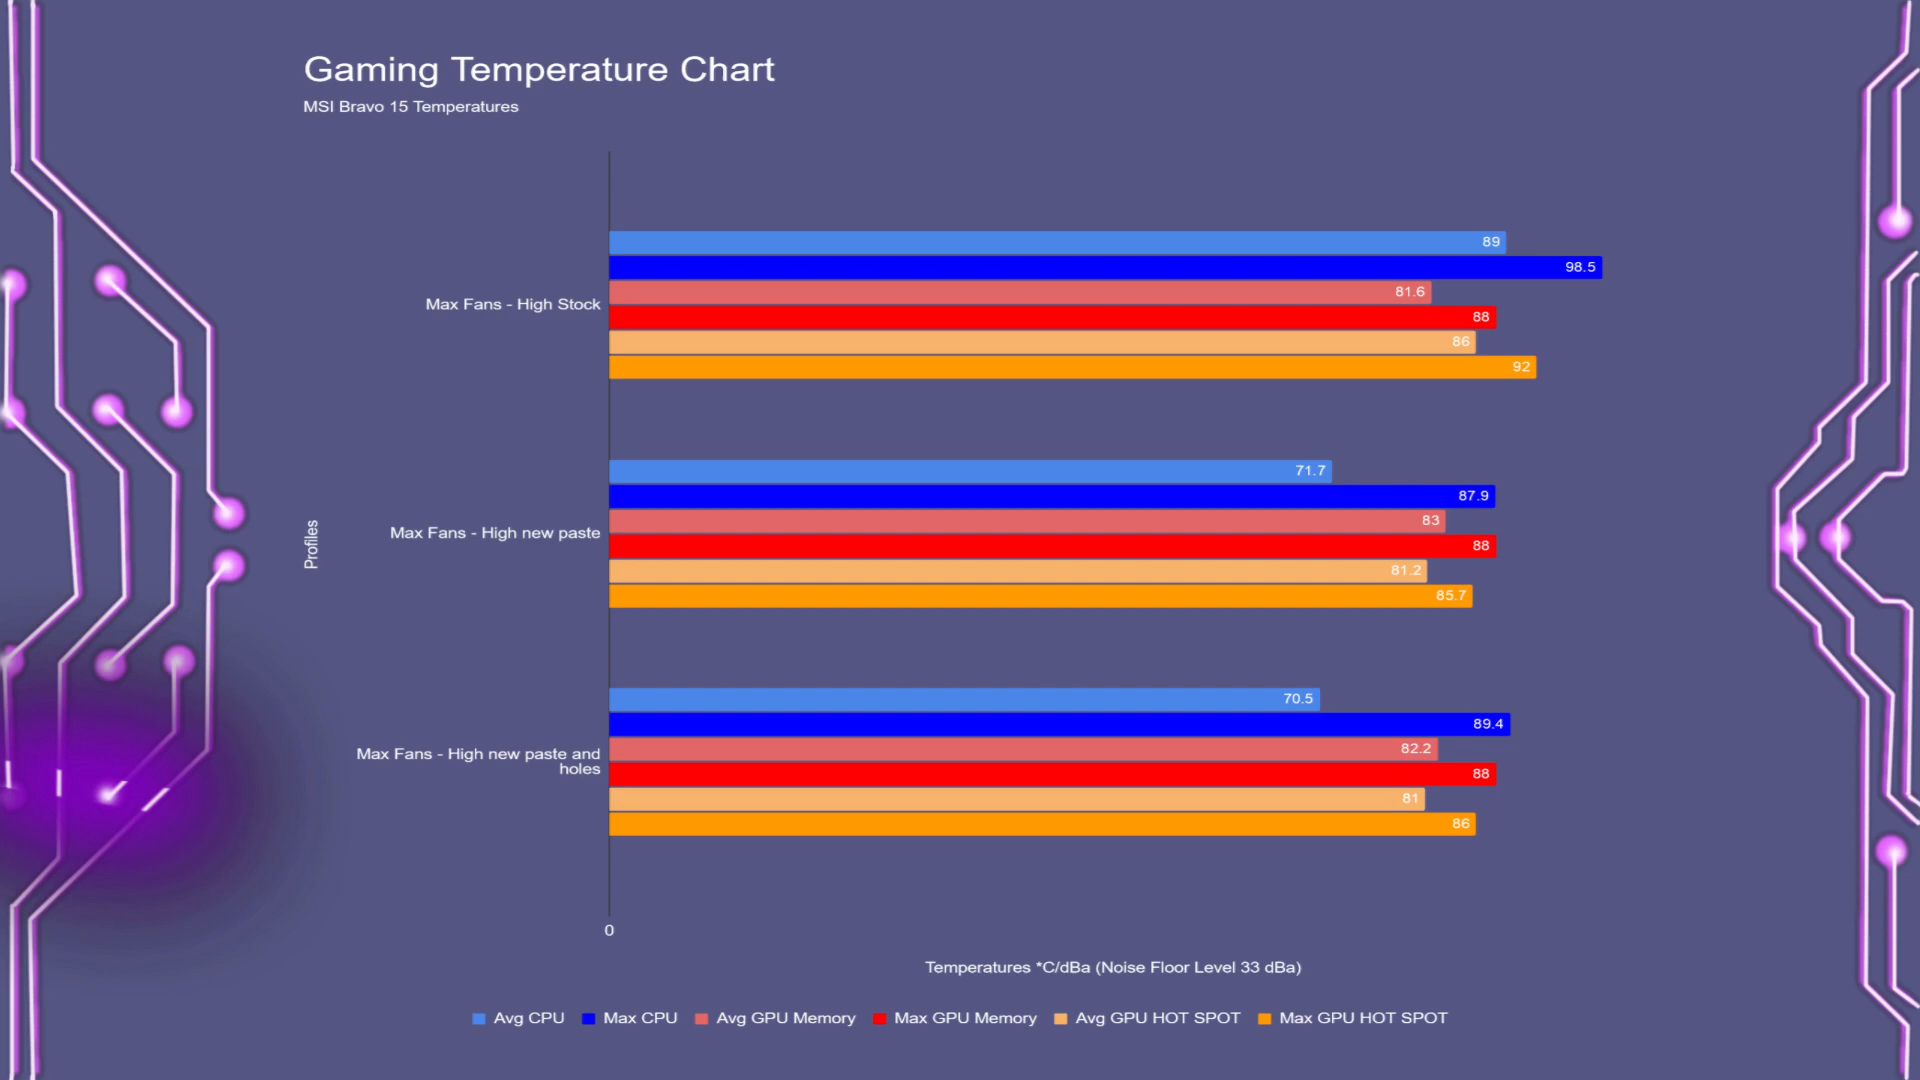 Gaming Temperature Chart
MSI Bravo 15 Temperatures
Profiles
Max Fans - High Stock
89
98.5
81.6
88
86
92
Max Fans - High new paste
71.7
87.9
83
88
81.2
85.7
Max Fans - High new paste and
holes
70.5
89.4
82.2
88
81
86
0
Temperatures *C/dBa (Noise Floor Level 33 dBa)
Avg CPU Max CPU Avg GPU Memory Max GPU Memory Avg GPU HOT SPOT Max GPU HOT SPOT